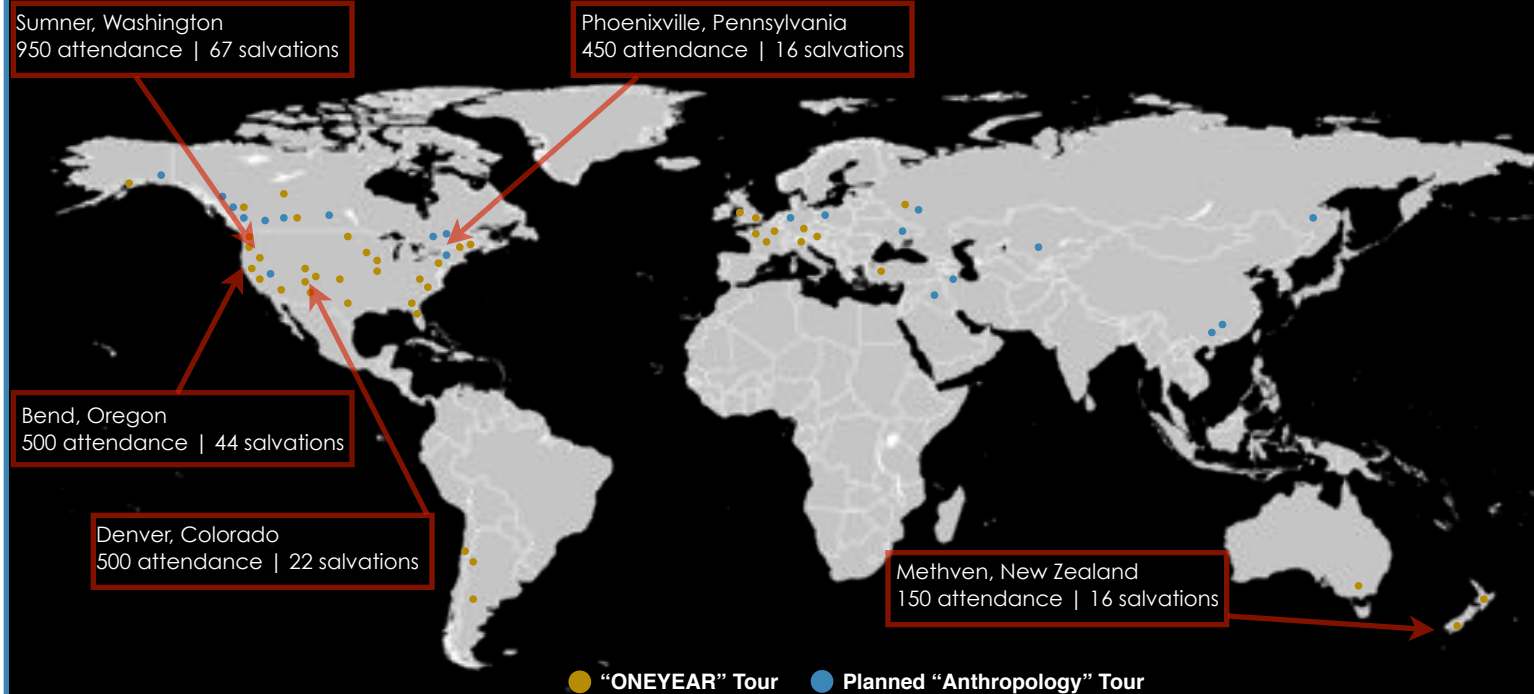 Sumner, Washington
950 attendance | 67 salvations
Phoenixville, Pennsylvania
450 attendance | 16 salvations
Bend, Oregon
500 attendance | 44 salvations
Denver, Colorado
500 attendance | 22 salvations
Methven, New Zealand
150 attendance | 16 salvations
“ONEYEAR” Tour
Planned “Anthropology” Tour